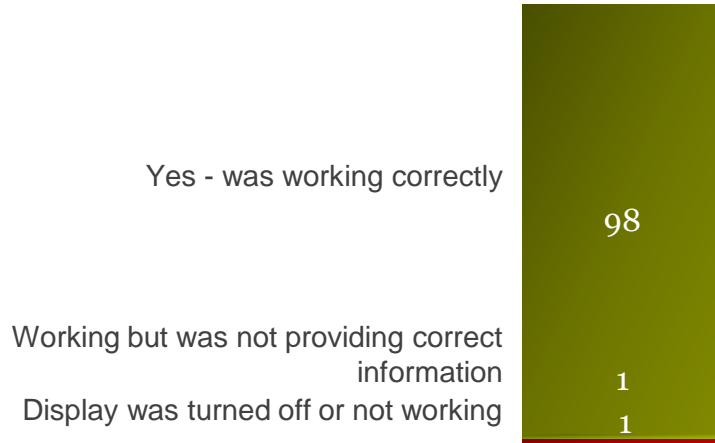 Yes - was working correctly
98
Working but was not providing correct
information
1
Display was turned off or not working
1